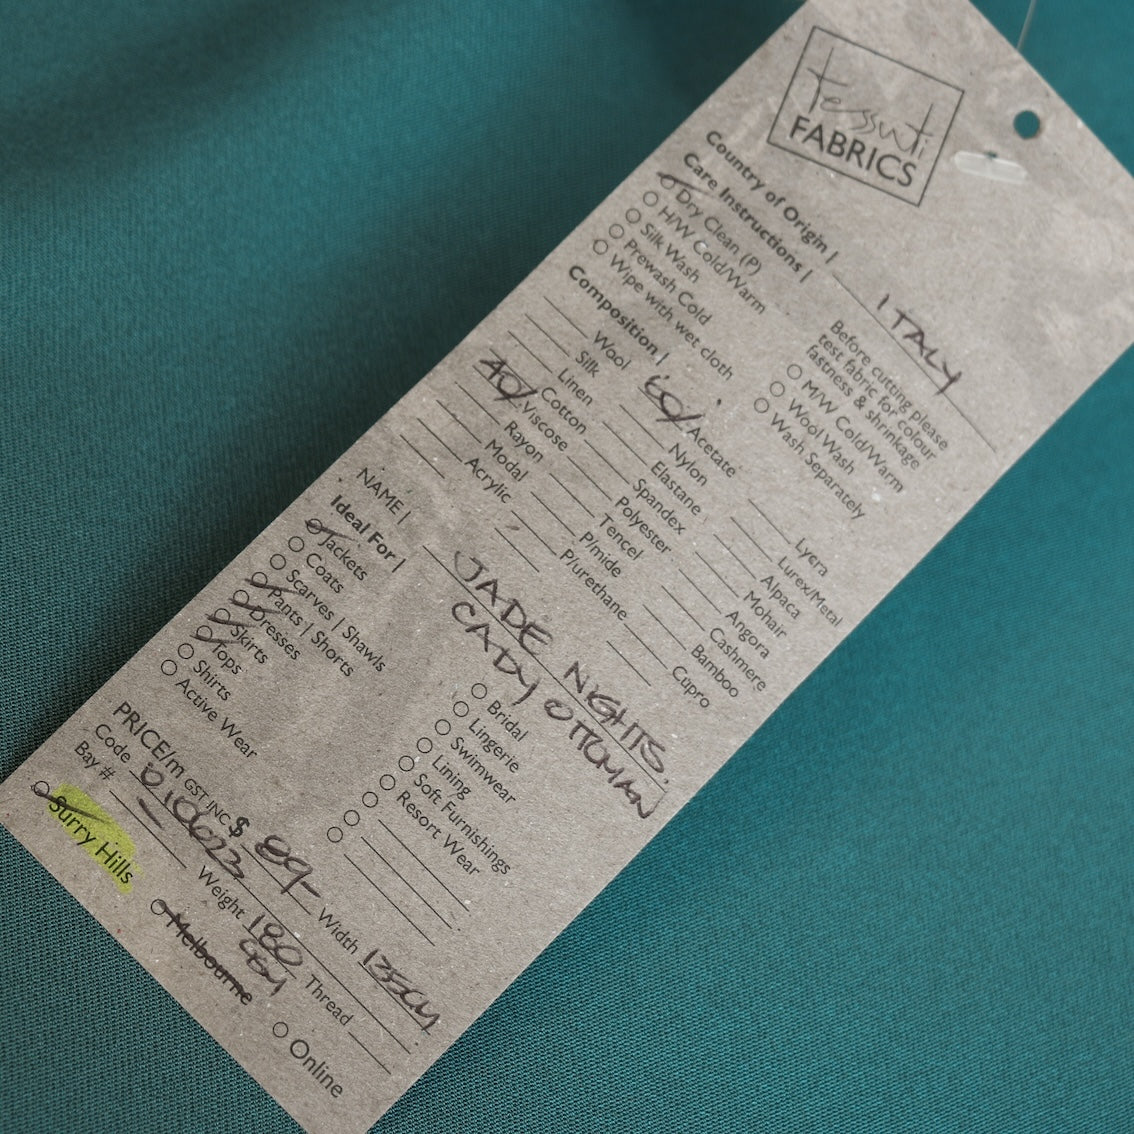 tessuti
FABRICS
Country of Origin | ITALY
Care Instructions |
Dry Clean (P)
H/W Cold/Warm
Silk Wash
Prewash Cold
Wipe with wet cloth
Before cutting please
test fabric for colour
fastness & shrinkage
M/W Cold/Warm
Wool Wash
Wash Separately
Composition |
Wool
Silk
Linen
Cotton
40% Viscose
Rayon
Modal
Acrylic
60% Acetate
Nylon
Elastane
Spandex
Polyester
Tencel
P/mide
P/urethane
Lycra
Lurex/Metal
Alpaca
Mohair
Angora
Cashmere
Bamboo
Cupro
NAME | JADE NIGHTS.
CADY OTTOMAN
Ideal For |
Jackets
Coats
Scarves | Shawls
Pants | Shorts
Dresses
Skirts
Tops
Shirts
Active Wear
Bridal
Lingerie
Swimwear
Lining
Soft Furnishings
Resort Wear
PRICE/m GST INC $ 89- Width 135cm
Code 010623 Weight 180 GSM Thread
Bay #
Surry Hills
Melbourne
Online